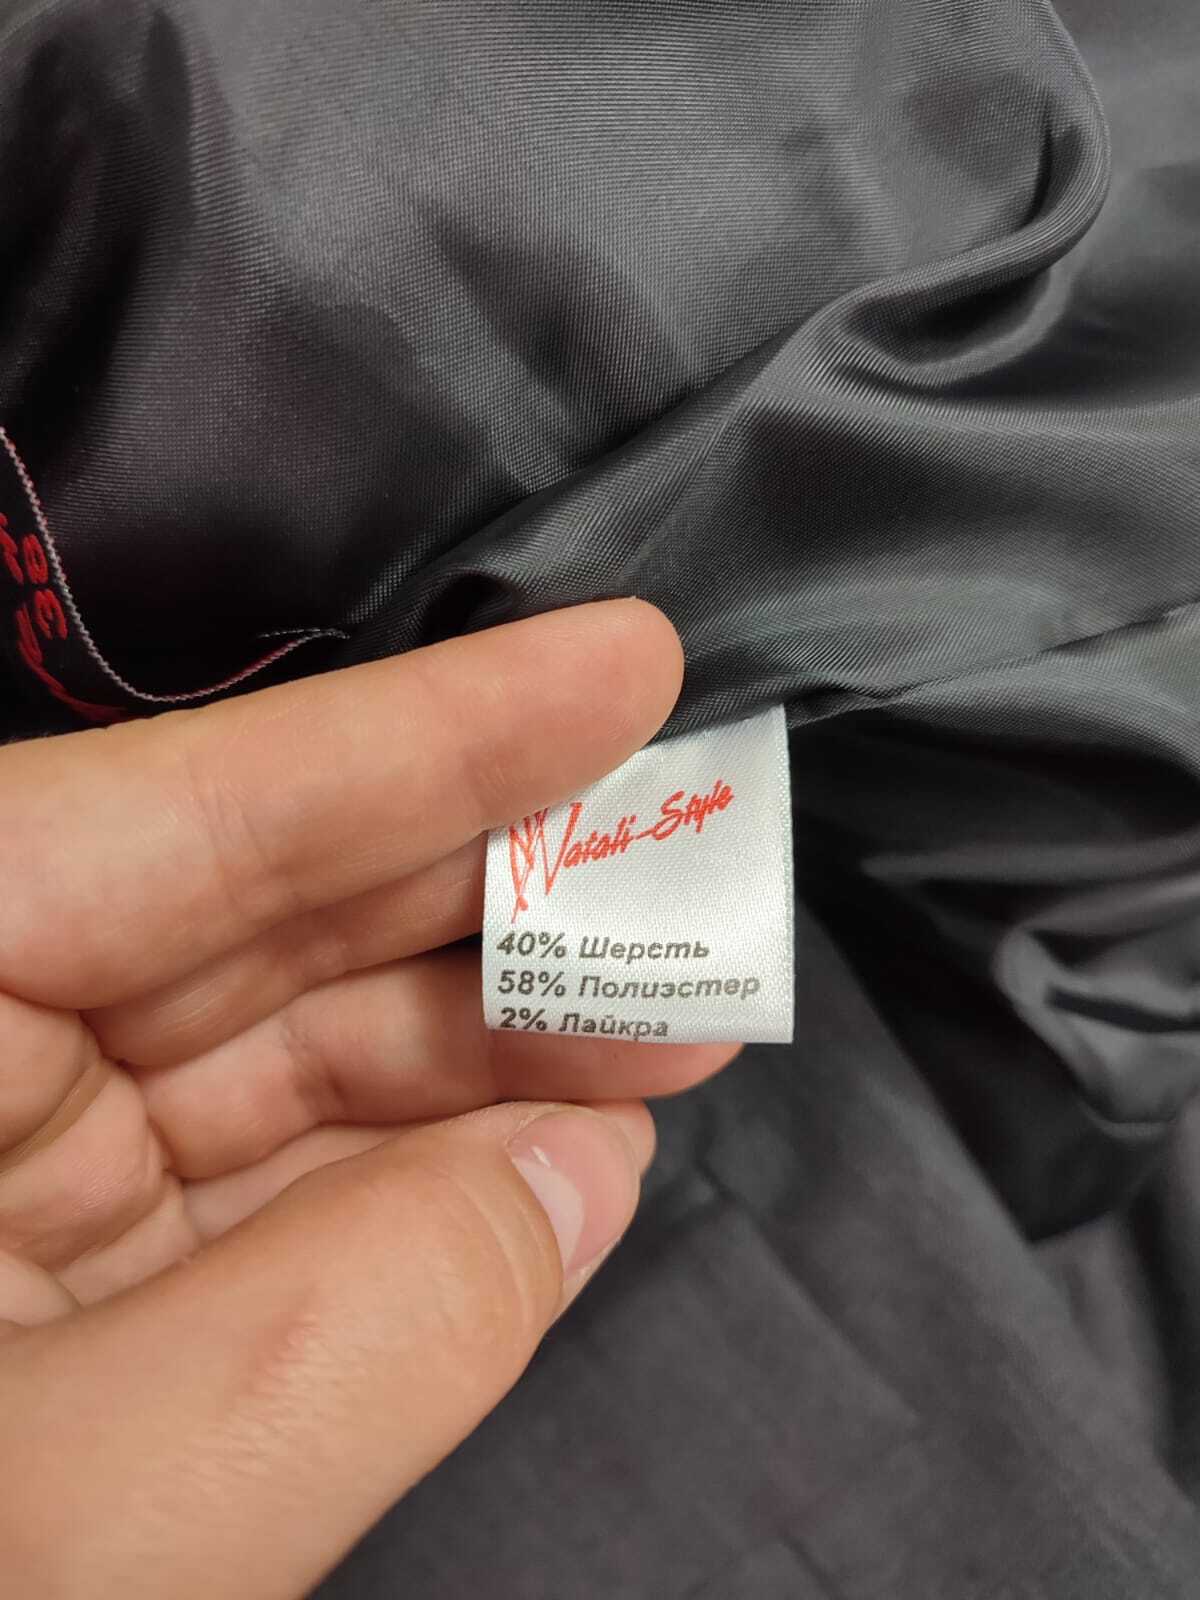 Natali-Style
40% Шерсть
58% Полиэстер
2% Лайкра